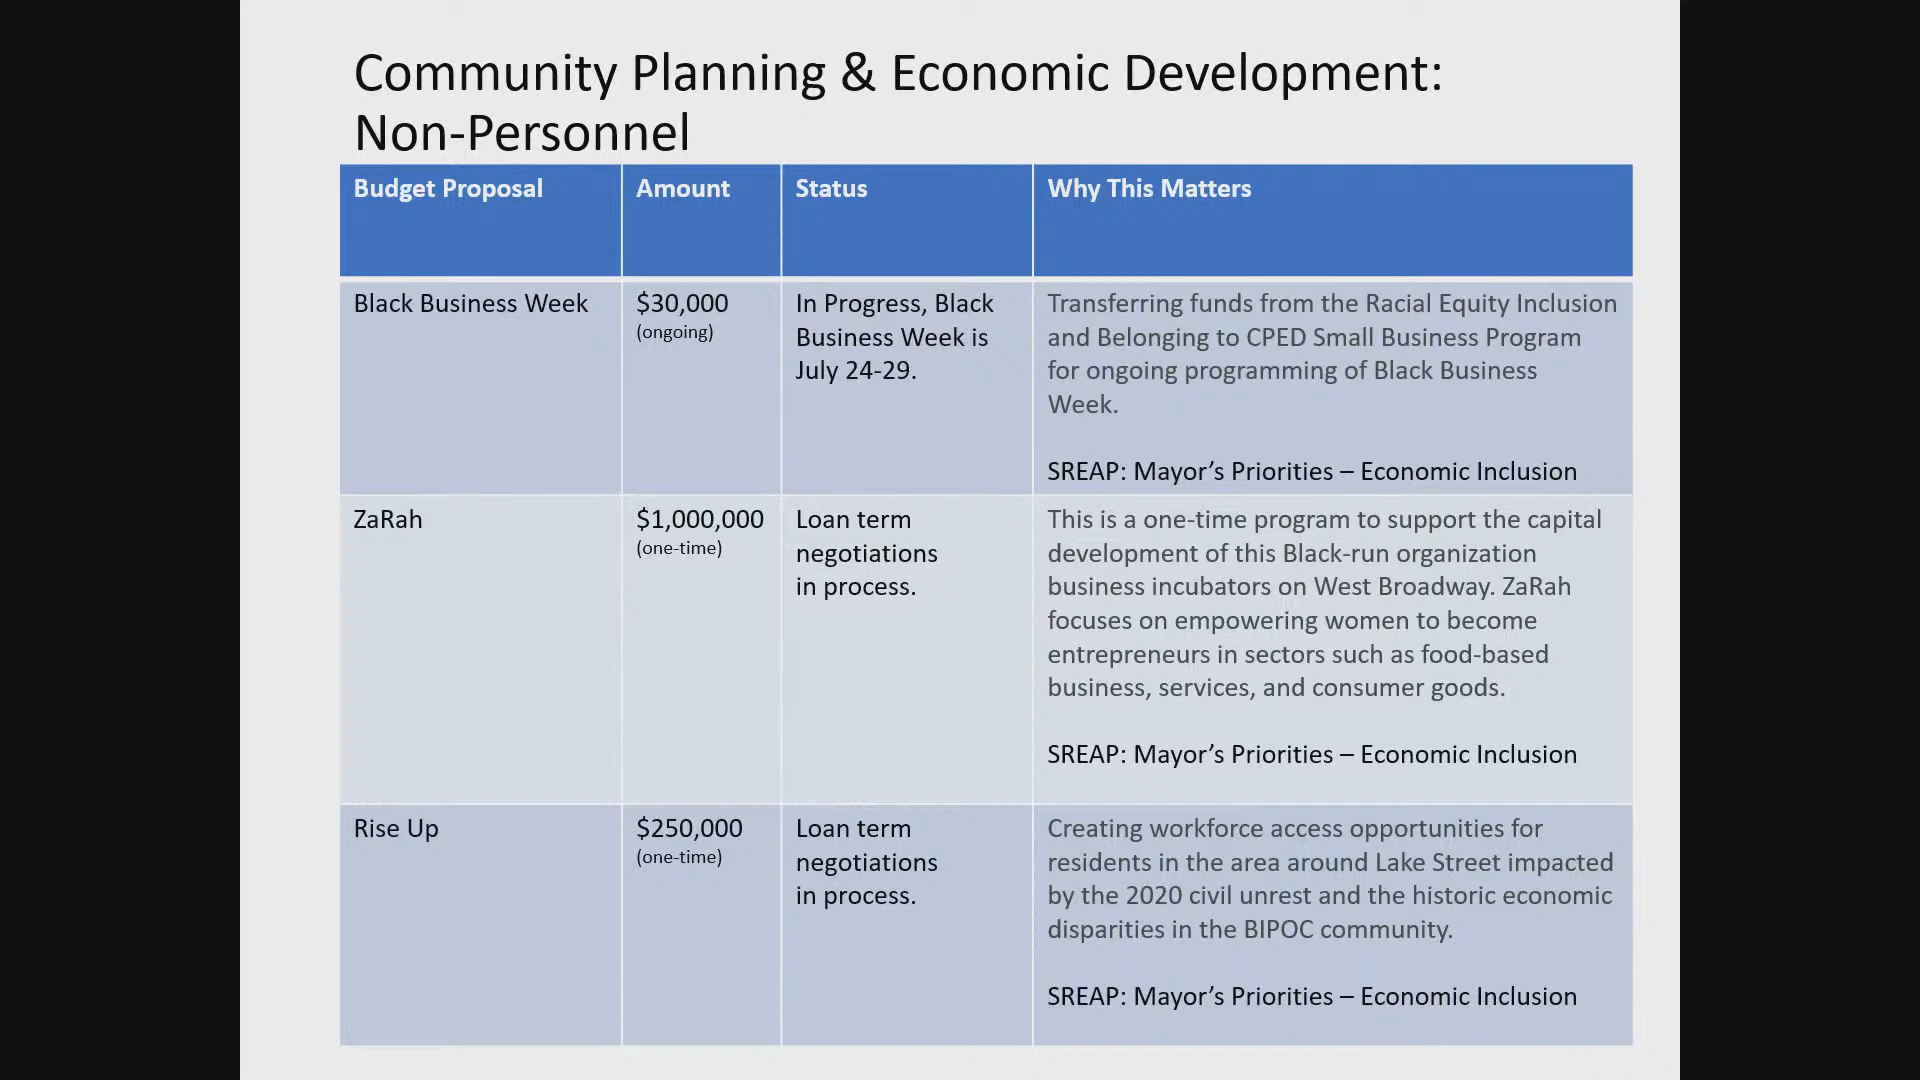 Community Planning & Economic Development:
Non-Personnel
Budget Proposal
Amount
Status
Why This Matters
Black Business Week
$30,000
(ongoing)
In Progress, Black
Business Week is
July 24-29.
Transferring funds from the Racial Equity Inclusion
and Belonging to CPED Small Business Program
for ongoing programming of Black Business
Week.
SREAP: Mayor’s Priorities – Economic Inclusion
ZaRah
$1,000,000
(one-time)
Loan term
negotiations
in process.
This is a one-time program to support the capital
development of this Black-run organization
business incubators on West Broadway. ZaRah
focuses on empowering women to become
entrepreneurs in sectors such as food-based
business, services, and consumer goods.
SREAP: Mayor’s Priorities – Economic Inclusion
Rise Up
$250,000
(one-time)
Loan term
negotiations
in process.
Creating workforce access opportunities for
residents in the area around Lake Street impacted
by the 2020 civil unrest and the historic economic
disparities in the BIPOC community.
SREAP: Mayor’s Priorities – Economic Inclusion